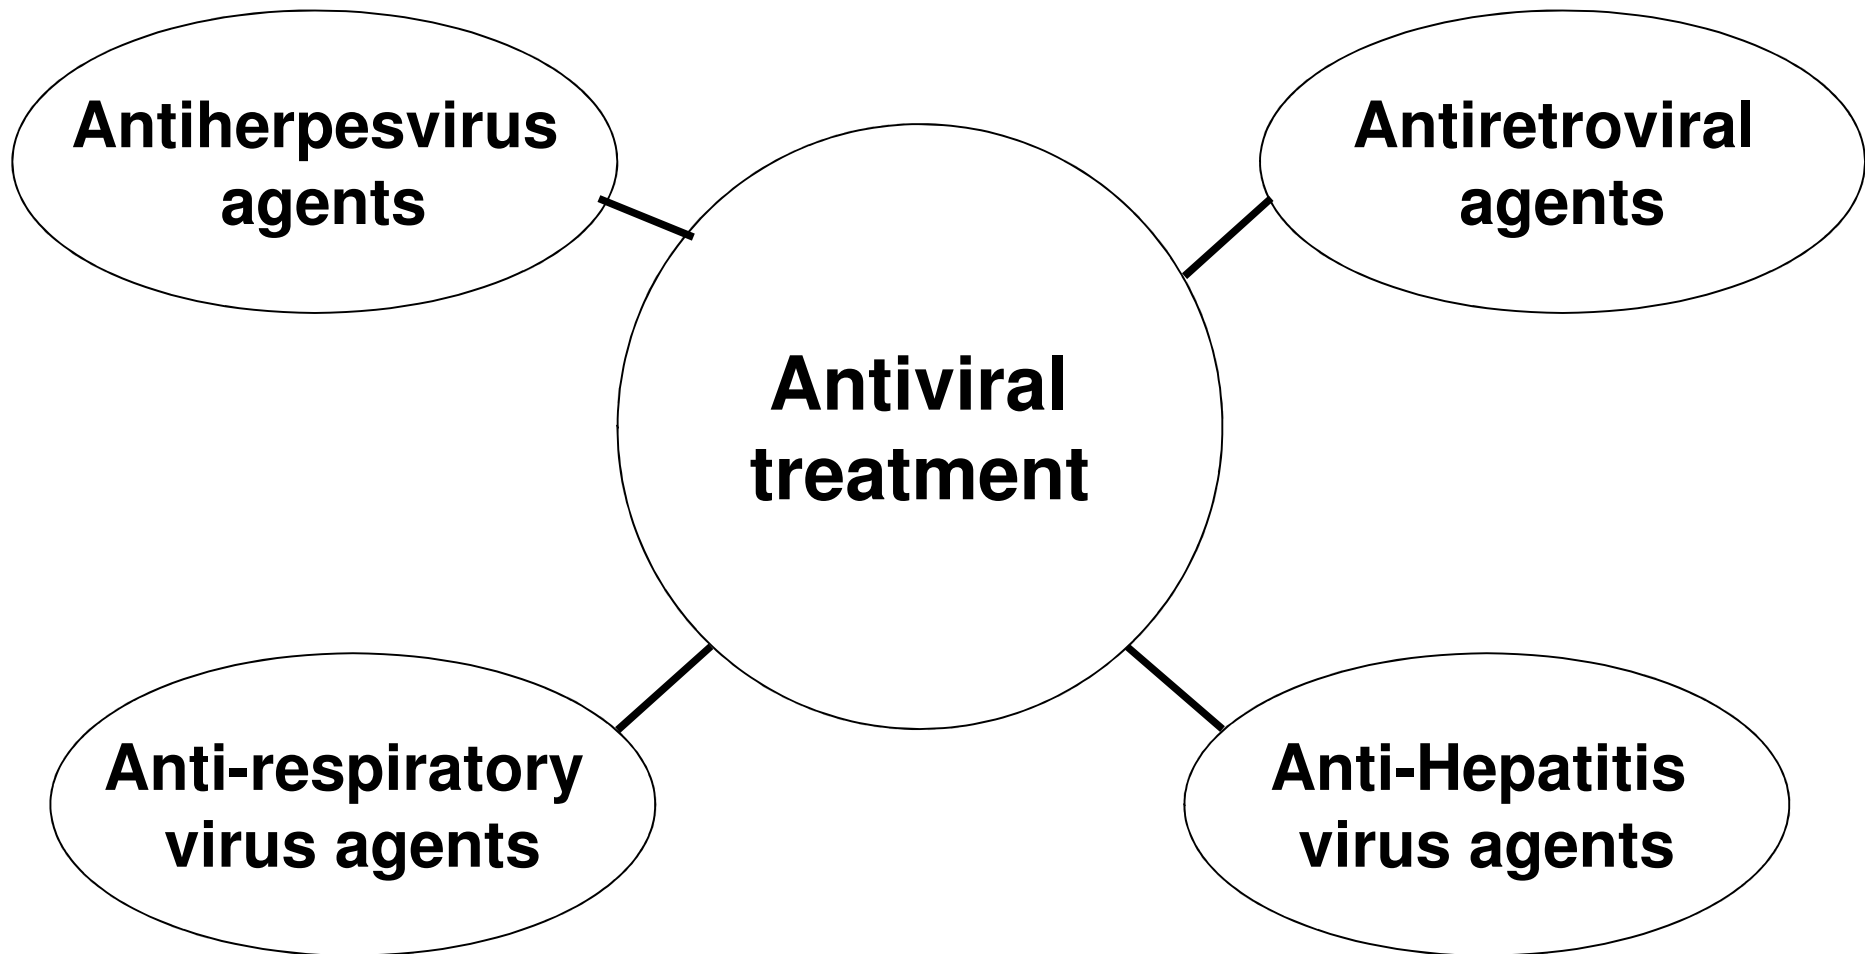 Antiherpesvirus
agents
Antiretroviral
agents
Antiviral
treatment
Anti-respiratory
virus agents
Anti-Hepatitis
virus agents